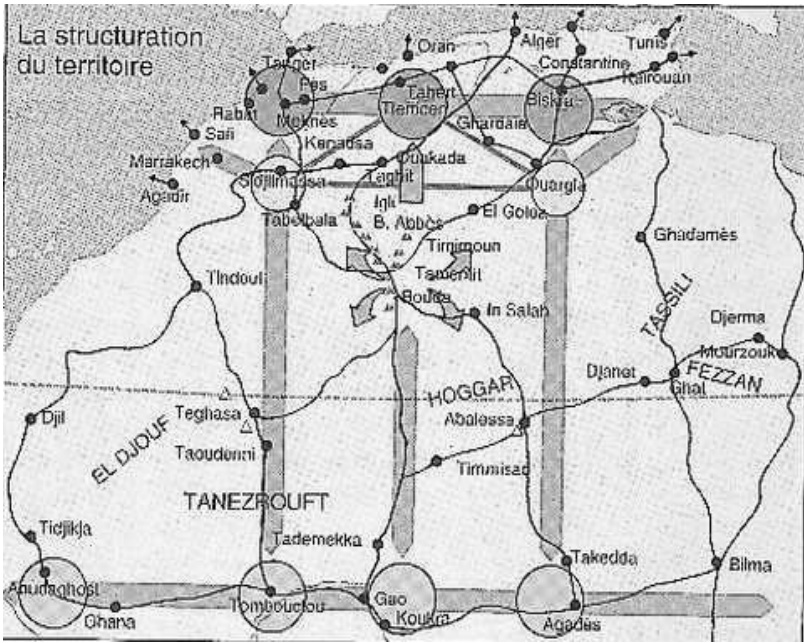 La structuration
du territoire
Tanger
Oran
Alger
Tunis
Constantine
Kairouan
Fès
Tahert
Rabat
Meknès
Tlemcen
Biskra
Safi
Kenadsa
Ghardaïa
Marrakech
Ouakada
Sidjilmassa
Taghit
Ouargla
Agadir
Igli
Tabelbala
B. Abbès
El Goléa
Timimoun
Ghadamès
Tindouf
Tamentit
Bouda
In Salah
TASSILI
Djerma
Mourzouk
Djanet
HOGGAR
FEZZAN
Ghat
Djil
Teghasa
Abalessa
EL DJOUF
Taoudenni
Timmisao
TANEZROUFT
Tidjikja
Tademekka
Takedda
Bilma
Aoudaghost
Tombouctou
Gao
Ghana
Koukia
Agadès